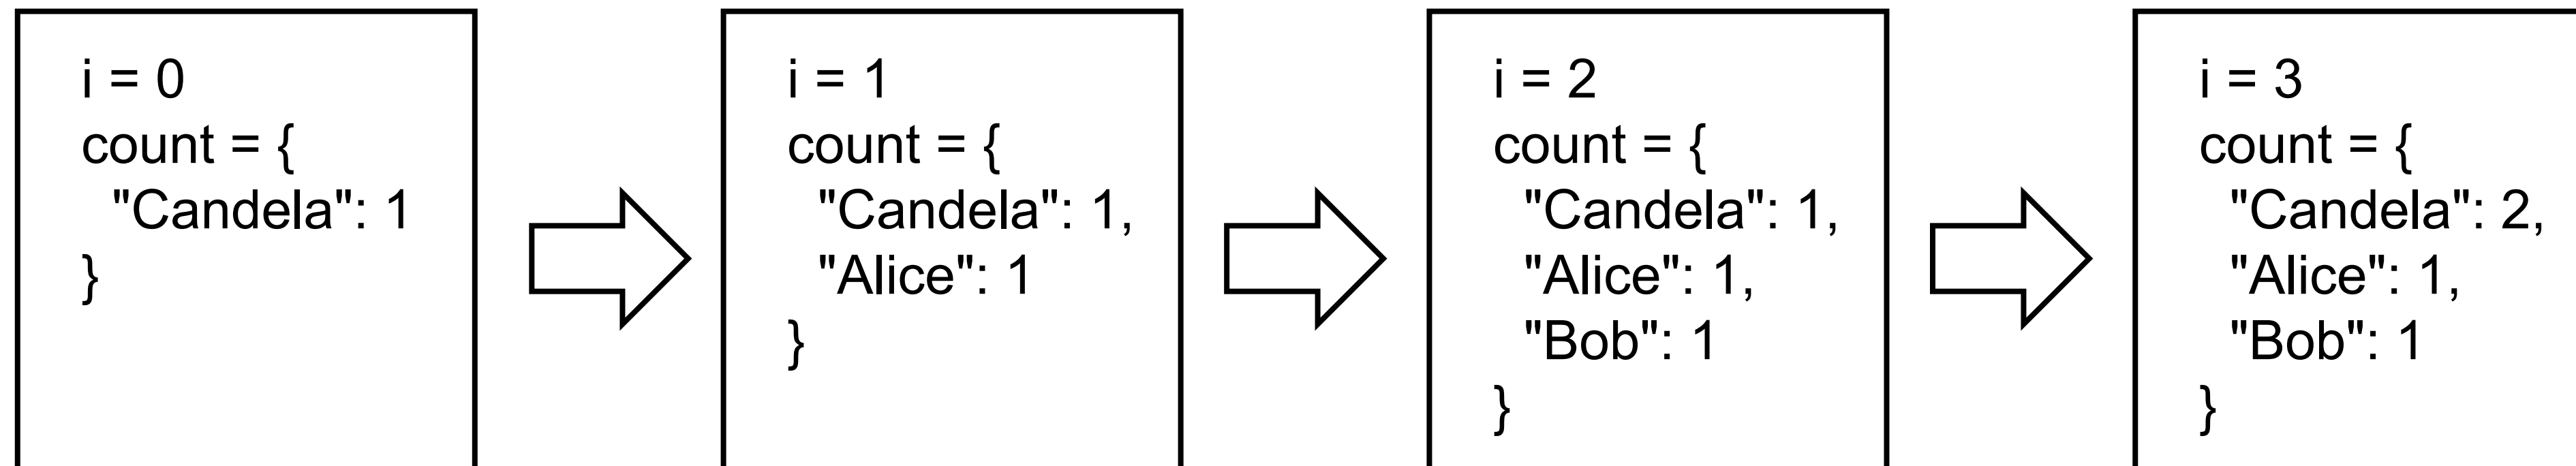 i = 0
count = {
"Candela": 1
}
i = 1
count = {
"Candela": 1,
"Alice": 1
}
i = 2
count = {
"Candela": 1,
"Alice": 1,
"Bob": 1
}
i = 3
count = {
"Candela": 2,
"Alice": 1,
"Bob": 1
}